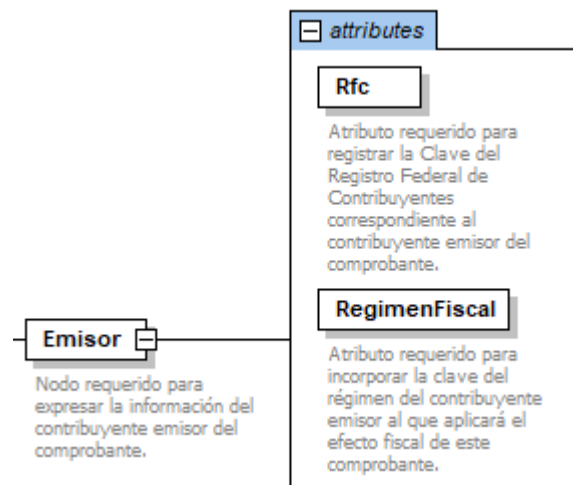 attributes
Rfc
Atributo requerido para
registrar la Clave del
Registro Federal de
Contribuyentes
correspondiente al
contribuyente emisor del
comprobante.
RegimenFiscal
Atributo requerido para
incorporar la clave del
régimen del contribuyente
emisor al que aplicará el
efecto fiscal de este
comprobante.
Emisor
Nodo requerido para
expresar la información del
contribuyente emisor del
comprobante.